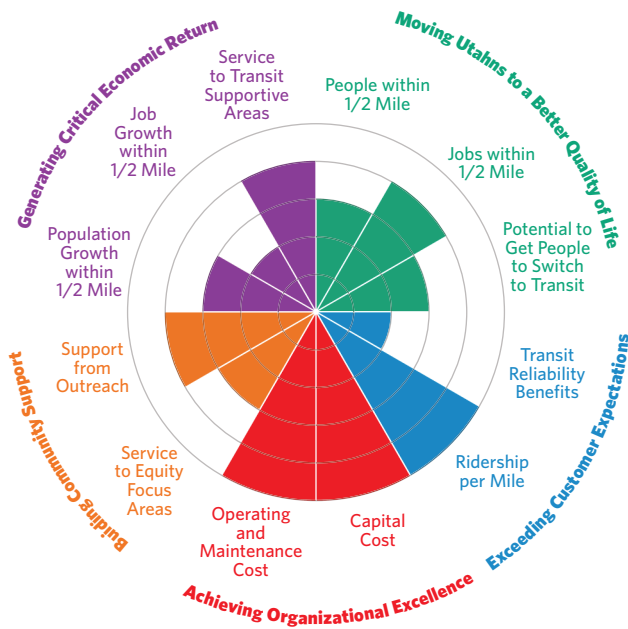 Generating Critical Economic Return
Moving Utahns to a Better Quality of Life
Service
to Transit
Supportive
Areas
People within
1/2 Mile
Job
Growth
within
1/2 Mile
Jobs within
1/2 Mile
Population
Growth
within
1/2 Mile
Potential to
Get People
to Switch
to Transit
Support
from
Outreach
Transit
Reliability
Benefits
Service
to Equity
Focus
Areas
Ridership
per Mile
Operating
and
Maintenance
Cost
Capital
Cost
Building Community Support
Exceeding Customer Expectations
Achieving Organizational Excellence